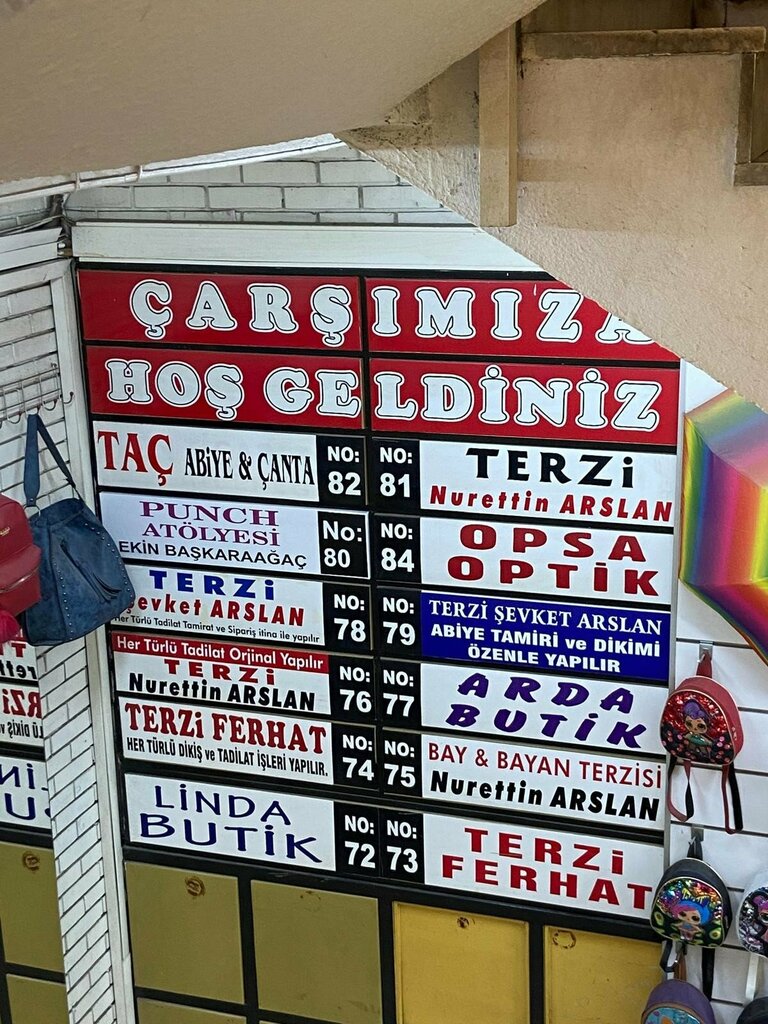 ÇARŞIMIZA
HOŞ GELDİNİZ
TAÇ ABİYE & ÇANTA
NO:
82
NO:
81
TERZİ
Nurettin ARSLAN
PUNCH
ATÖLYESİ
EKİN BAŞKARAAĞAÇ
No:
80
NO:
84
OPSA
OPTİK
TERZİ
Şevket ARSLAN
Her Türlü Tadilat Tamirat ve Sipariş itina ile yapılır
NO:
78
NO:
79
TERZİ ŞEVKET ARSLAN
ABİYE TAMİRİ ve DİKİMİ
ÖZENLE YAPILIR
Her Türlü Tadilat Orjinal Yapılır
TERZİ
Nurettin ARSLAN
NO:
76
NO:
77
ARDA
BUTİK
TERZİ FERHAT
HER TÜRLÜ DİKİŞ ve TADİLAT İŞLERİ YAPILIR.
NO:
74
NO:
75
BAY & BAYAN TERZİSİ
Nurettin ARSLAN
LİNDA
BUTİK
NO:
72
NO:
73
TERZİ
FERHAT